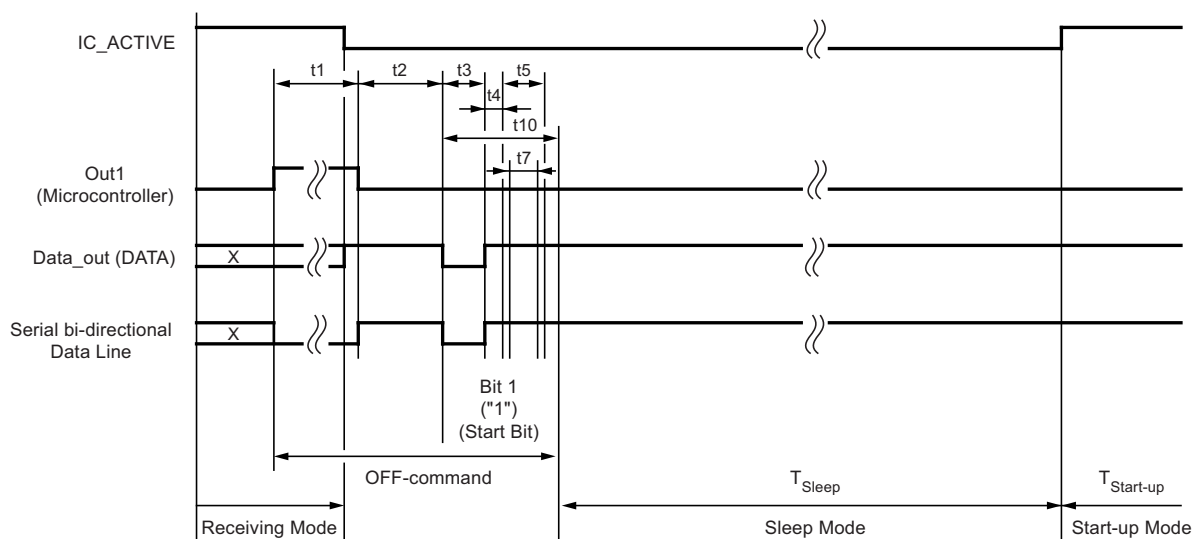 IC_ACTIVE
t1
t2
t3
t5
t4
t10
t7
Out1
(Microcontroller)
Data_out (DATA)
X
Serial bi-directional
Data Line
X
Bit 1
("1")
(Start Bit)
OFF-command
TSleep
TStart-up
Receiving Mode
Sleep Mode
Start-up Mode